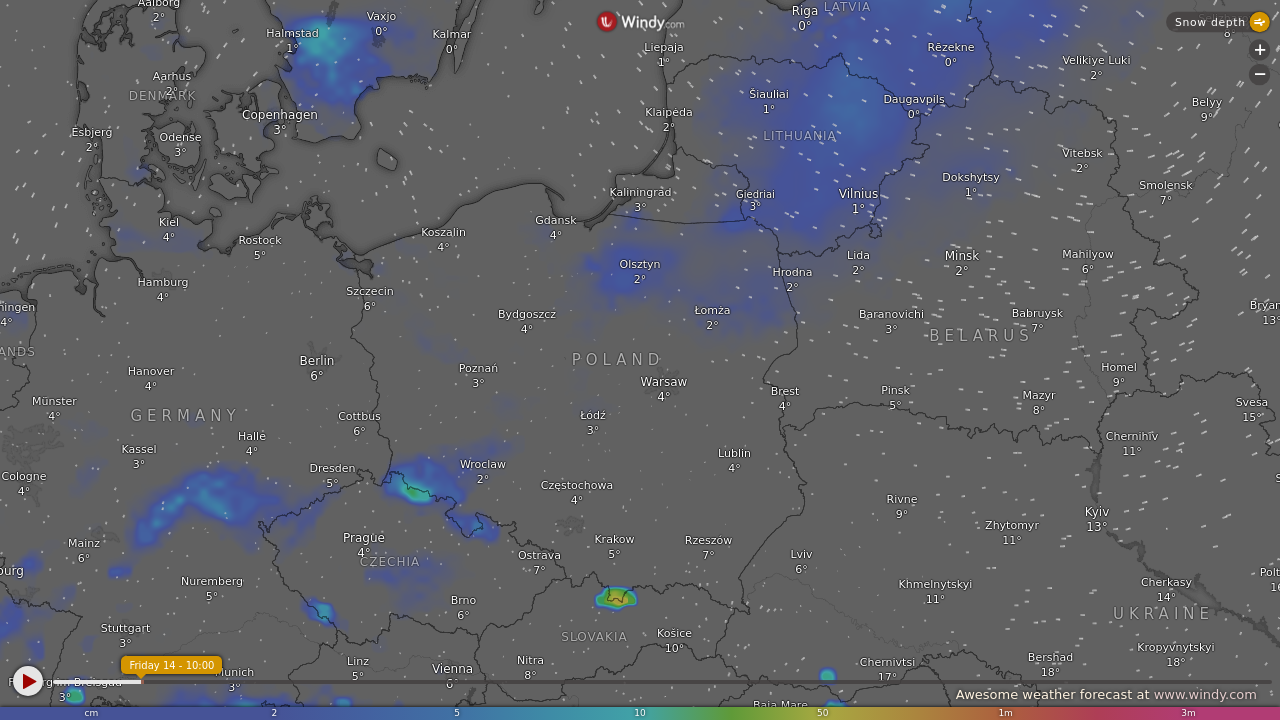 Aalborg
2°
Vaxjo
0°
Halmstad
1°
Kalmar
0°
Windy.com
Riga
0°
LATVIA
Snow depth
8°
Liepaja
1°
Rēzekne
0°
Velikiye Luki
2°
+
−
Aarhus
2°
DENMARK
Copenhagen
3°
Šiauliai
1°
Daugavpils
0°
Belyy
9°
Klaipėda
2°
Esbjerg
2°
Odense
3°
LITHUANIA
Vitebsk
2°
Dokshytsy
1°
Smolensk
7°
Kaliningrad
3°
Giedriai
3°
Vilnius
1°
Kiel
4°
Rostock
5°
Koszalin
4°
Gdansk
4°
Olsztyn
2°
Hrodna
2°
Lida
2°
Minsk
2°
Mahilyow
6°
Hamburg
4°
Szczecin
6°
Bydgoszcz
4°
Łomża
2°
Baranovichi
3°
Babruysk
7°
13°
4°
BELARUS
POLAND
Berlin
6°
Hanover
4°
Poznań
3°
Warsaw
4°
Brest
4°
Pinsk
5°
Homel
9°
Mazyr
8°
Svesa
15°
Münster
4°
GERMANY
Cottbus
6°
Łódź
3°
Chernihiv
11°
Kassel
3°
Halle
4°
Dresden
5°
Wroclaw
2°
Lublin
4°
Cologne
4°
Częstochowa
4°
Rivne
9°
Kyiv
13°
Zhytomyr
11°
Mainz
6°
Prague
4°
CZECHIA
Ostrava
7°
Krakow
5°
Rzeszów
7°
Lviv
6°
Nuremberg
5°
Khmelnytskyi
11°
Cherkasy
14°
Brno
6°
UKRAINE
Stuttgart
3°
SLOVAKIA
Košice
10°
Kropyvnytskyi
18°
Friday 14 - 10:00
Linz
5°
Vienna
Nitra
8°
Chernivtsi
17°
Bershad
18°
Munich
3°
3°
Awesome weather forecast at www.windy.com
Baia Mare
cm
2
5
10
50
1m
3m